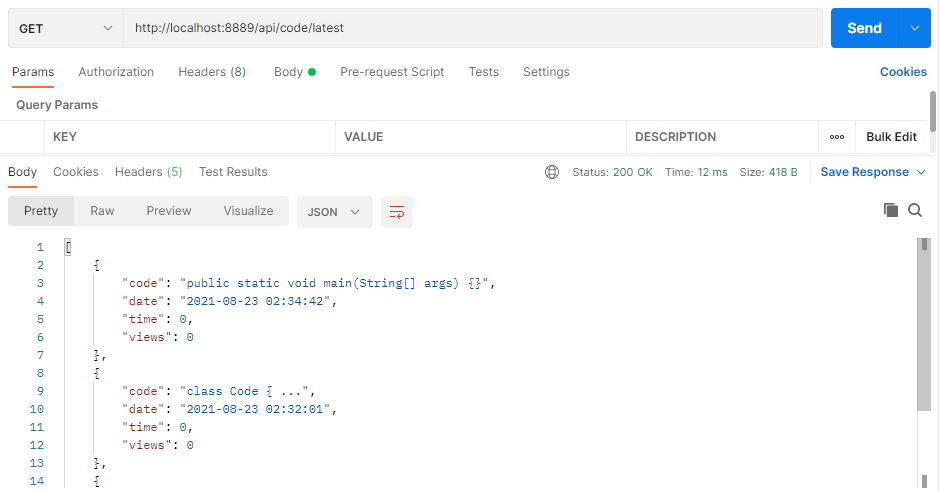 GET http://localhost:8889/api/code/latest Send
Params Authorization Headers (8) Body Pre-request Script Tests Settings Cookies
Query Params
KEY VALUE DESCRIPTION ooo Bulk Edit
Body Cookies Headers (5) Test Results Status: 200 OK Time: 12 ms Size: 418 B Save Response
Pretty Raw Preview Visualize JSON
1 [
2 {
3 "code": "public static void main(String[] args) {}",
4 "date": "2021-08-23 02:34:42",
5 "time": 0,
6 "views": 0
7 },
8 {
9 "code": "class Code { ...",
10 "date": "2021-08-23 02:32:01",
11 "time": 0,
12 "views": 0
13 },
14 {